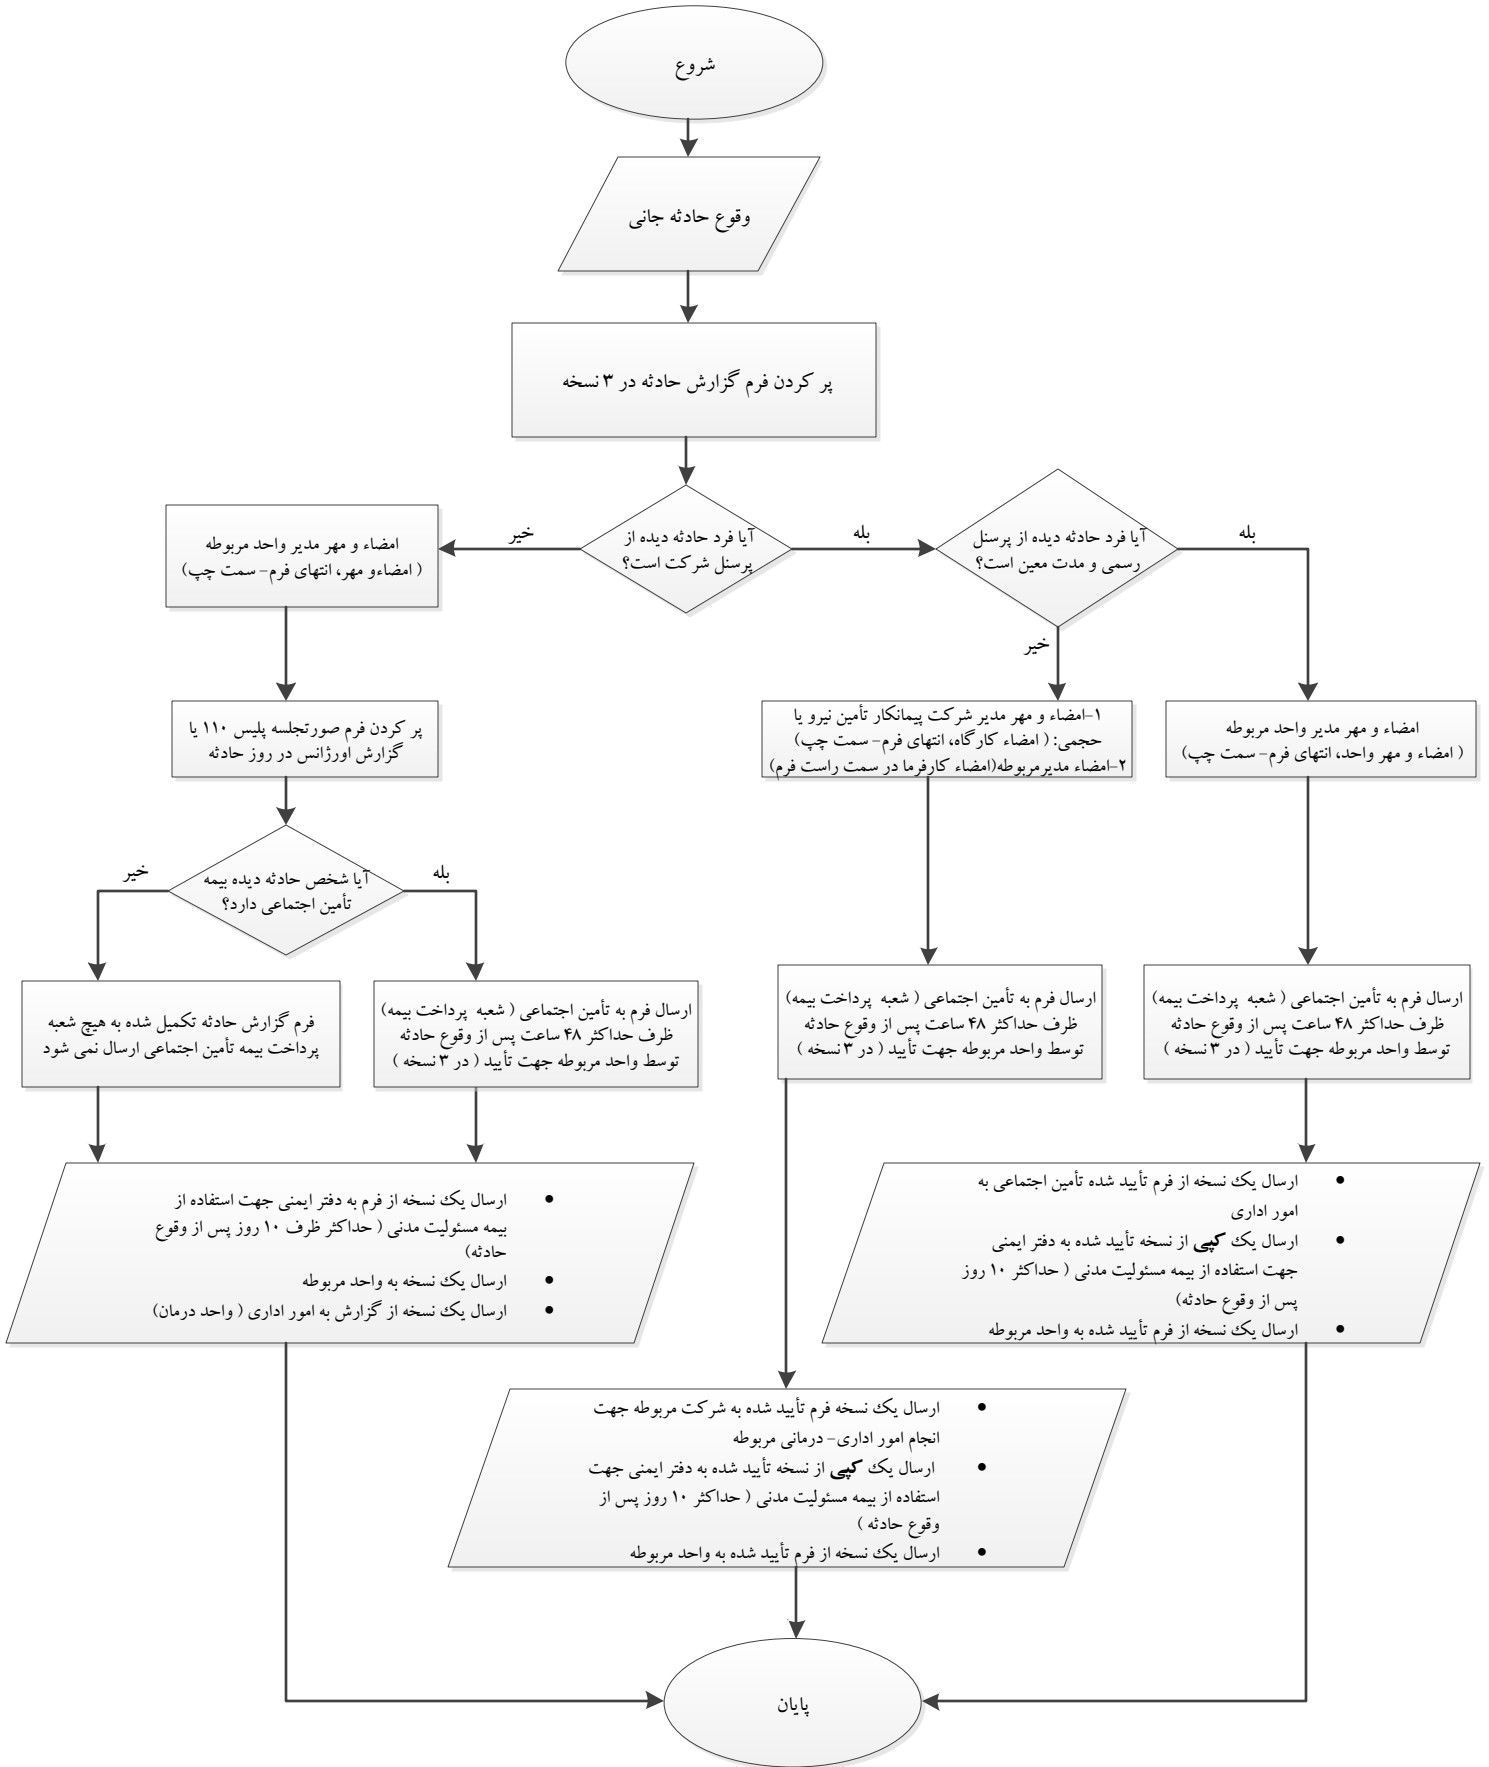 شروع
وقوع حادثه جانی
پر کردن فرم گزارش حادثه در ۳ نسخه
آیا فرد حادثه دیده از
پرسنل شرکت است؟
بله
خیر
آیا فرد حادثه دیده از پرسنل
رسمی و مدت معین است؟
بله
خیر
امضاء و مهر مدیر واحد مربوطه
( امضاء و مهر واحد، انتهای فرم- سمت چپ)
۱-امضاء و مهر مدیر شرکت پیمانکار تأمین نیرو یا
حجمی: ( امضاء کارگاه، انتهای فرم- سمت چپ)
۲-امضاء مدیرمربوطه(امضاء کارفرما در سمت راست فرم)
امضاء و مهر مدیر واحد مربوطه
( امضاءو مهر، انتهای فرم- سمت چپ)
پر کردن فرم صورتجلسه پلیس ۱۱۰ یا
گزارش اورژانس در روز حادثه
آیا شخص حادثه دیده بیمه
تأمین اجتماعی دارد؟
بله
خیر
ارسال فرم به تأمین اجتماعی ( شعبه پرداخت بیمه)
ظرف حداکثر ۴۸ ساعت پس از وقوع حادثه
توسط واحد مربوطه جهت تأیید ( در ۳ نسخه )
ارسال فرم به تأمین اجتماعی ( شعبه پرداخت بیمه)
ظرف حداکثر ۴۸ ساعت پس از وقوع حادثه
توسط واحد مربوطه جهت تأیید ( در ۳ نسخه )
ارسال فرم به تأمین اجتماعی ( شعبه پرداخت بیمه)
ظرف حداکثر ۴۸ ساعت پس از وقوع حادثه
توسط واحد مربوطه جهت تأیید ( در ۳ نسخه )
فرم گزارش حادثه تکمیل شده به هیچ شعبه
پرداخت بیمه تأمین اجتماعی ارسال نمی شود
• ارسال یک نسخه از فرم تأیید شده تأمین اجتماعی به
امور اداری
• ارسال یک کپی از نسخه تأیید شده به دفتر ایمنی
جهت استفاده از بیمه مسئولیت مدنی ( حداکثر ۱۰ روز
پس از وقوع حادثه)
• ارسال یک نسخه از فرم تأیید شده به واحد مربوطه
• ارسال یک نسخه از فرم به دفتر ایمنی جهت استفاده از
بیمه مسئولیت مدنی ( حداکثر ظرف ۱۰ روز پس از وقوع
حادثه)
• ارسال یک نسخه به واحد مربوطه
• ارسال یک نسخه از گزارش به امور اداری ( واحد درمان)
• ارسال یک نسخه فرم تأیید شده به شرکت مربوطه جهت
انجام امور اداری- درمانی مربوطه
• ارسال یک کپی از نسخه تأیید شده به دفتر ایمنی جهت
استفاده از بیمه مسئولیت مدنی ( حداکثر ۱۰ روز پس از
وقوع حادثه )
• ارسال یک نسخه از فرم تأیید شده به واحد مربوطه
پایان